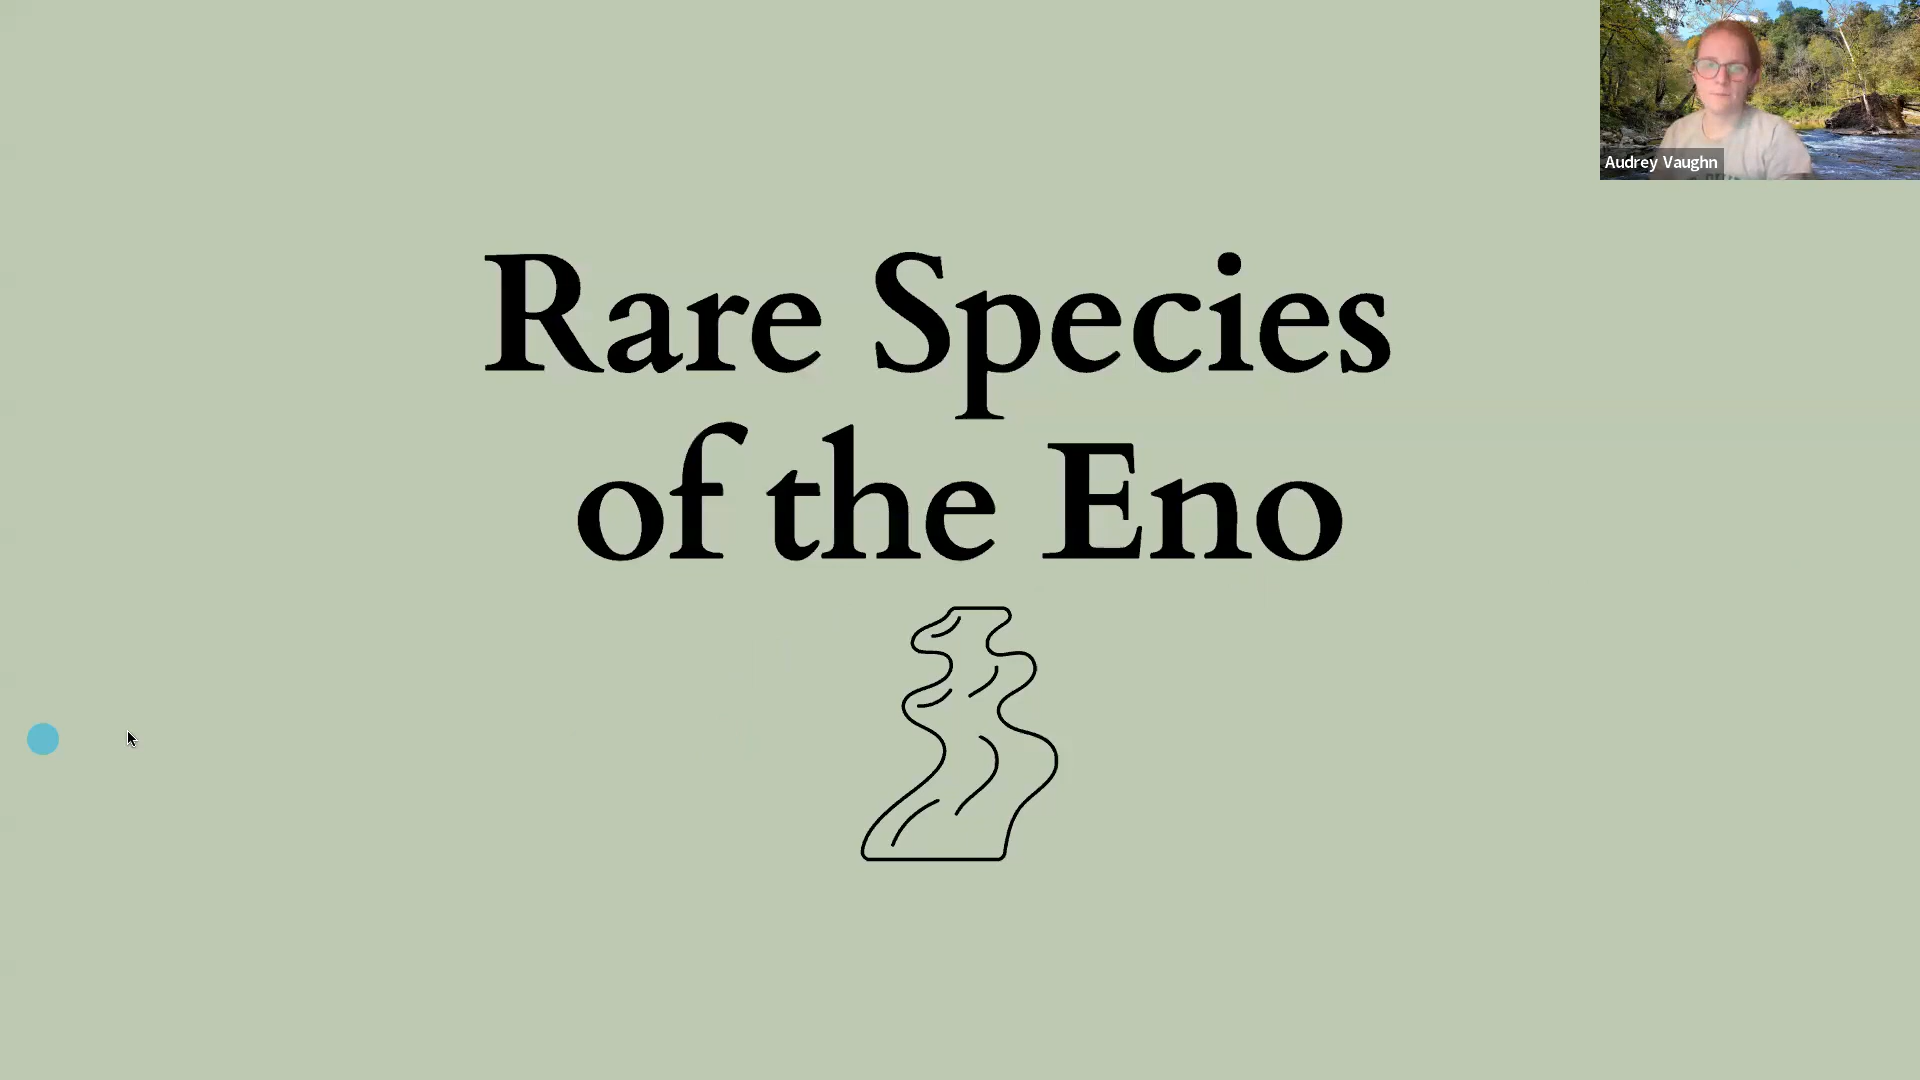 Audrey Vaughn
Rare Species
of the Eno